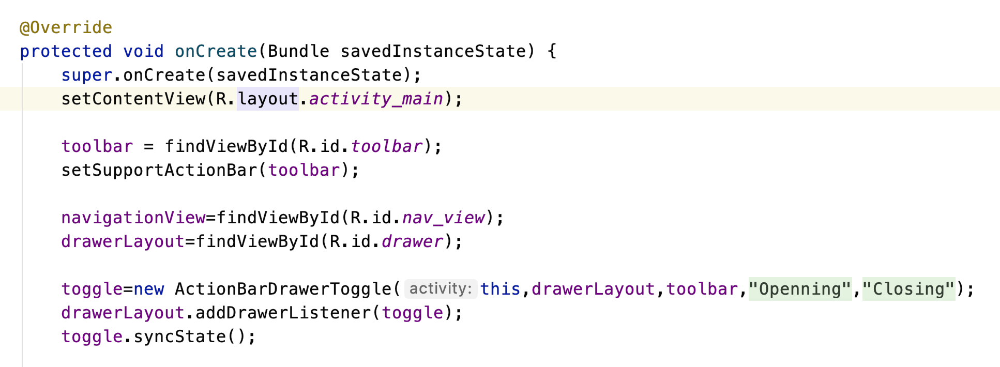 @Override
protected void onCreate(Bundle savedInstanceState) {
super.onCreate(savedInstanceState);
setContentView(R.layout.activity_main);
toolbar = findViewById(R.id.toolbar);
setSupportActionBar(toolbar);
navigationView=findViewById(R.id.nav_view);
drawerLayout=findViewById(R.id.drawer);
toggle=new ActionBarDrawerToggle( activity: this,drawerLayout,toolbar,"Openning","Closing");
drawerLayout.addDrawerListener(toggle);
toggle.syncState();